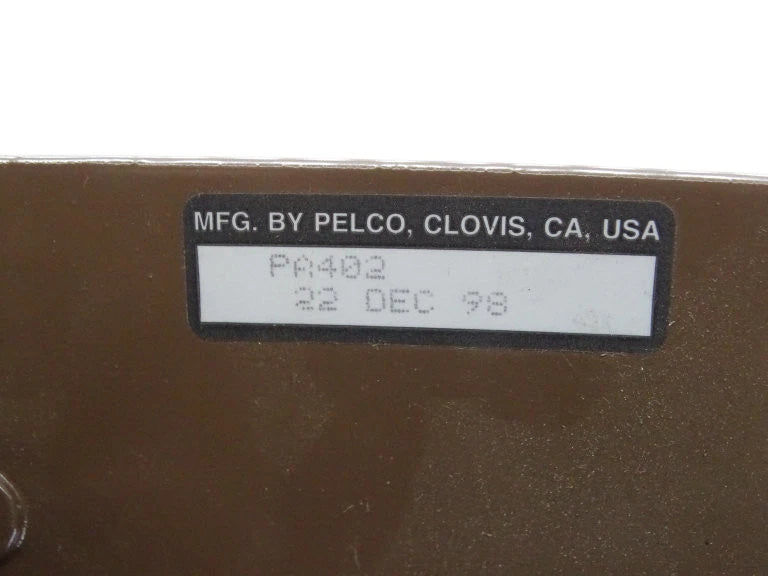 MFG. BY PELCO, CLOVIS, CA. USA
PA402
22 DEC 98